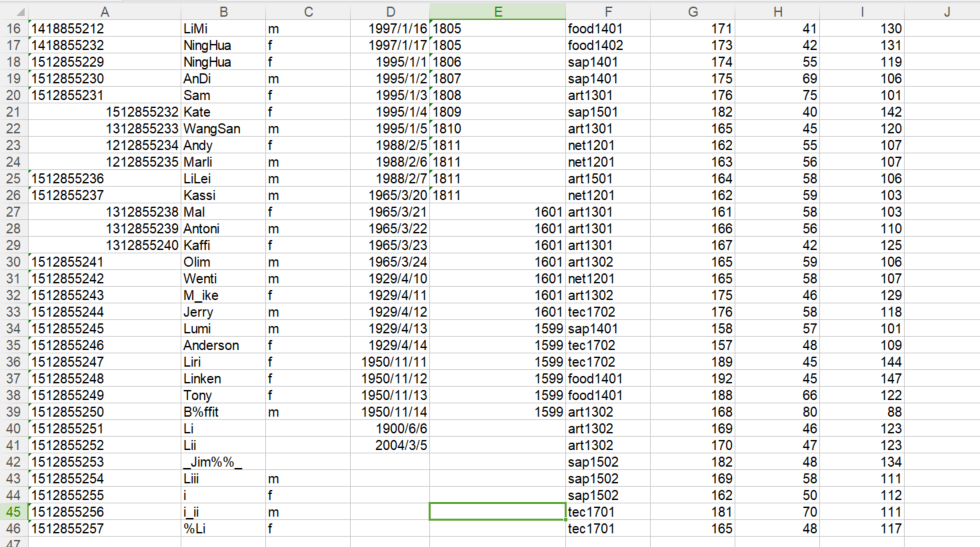 A B C D E F G H I J
16 1418855212 LiMi m 1997/1/16 1805 food1401 171 41 130
17 1418855232 NingHua f 1997/1/17 1805 food1402 173 42 131
18 1512855229 NingHua f 1995/1/1 1806 sap1401 174 55 119
19 1512855230 AnDi m 1995/1/2 1807 sap1401 175 69 106
20 1512855231 Sam f 1995/1/3 1808 art1301 176 75 101
21 1512855232 Kate f 1995/1/4 1809 sap1501 182 40 142
22 1312855233 WangSan m 1995/1/5 1810 art1301 165 45 120
23 1212855234 Andy f 1988/2/5 1811 net1201 162 55 107
24 1212855235 Marli m 1988/2/6 1811 net1201 163 56 107
25 1512855236 LiLei m 1988/2/7 1811 art1501 164 58 106
26 1512855237 Kassi m 1965/3/20 1811 net1201 162 59 103
27 1312855238 Mal f 1965/3/21 1601 art1301 161 58 103
28 1312855239 Antoni m 1965/3/22 1601 art1301 166 56 110
29 1312855240 Kaffi f 1965/3/23 1601 art1301 167 42 125
30 1512855241 Olim m 1965/3/24 1601 art1302 165 59 106
31 1512855242 Wenti m 1929/4/10 1601 net1201 165 58 107
32 1512855243 M_ike f 1929/4/11 1601 art1302 175 46 129
33 1512855244 Jerry m 1929/4/12 1601 tec1702 176 58 118
34 1512855245 Lumi m 1929/4/13 1599 sap1401 158 57 101
35 1512855246 Anderson f 1929/4/14 1599 tec1702 157 48 109
36 1512855247 Liri f 1950/11/11 1599 tec1702 189 45 144
37 1512855248 Linken f 1950/11/12 1599 food1401 192 45 147
38 1512855249 Tony f 1950/11/13 1599 food1401 188 66 122
39 1512855250 B%ffit m 1950/11/14 1599 art1302 168 80 88
40 1512855251 Li 1900/6/6 art1302 169 46 123
41 1512855252 Lii 2004/3/5 art1302 170 47 123
42 1512855253 _Jim%%_ sap1502 182 48 134
43 1512855254 Liii m sap1502 169 58 111
44 1512855255 i f sap1502 162 50 112
45 1512855256 i_ii m tec1701 181 70 111
46 1512855257 %Li f tec1701 165 48 117
47